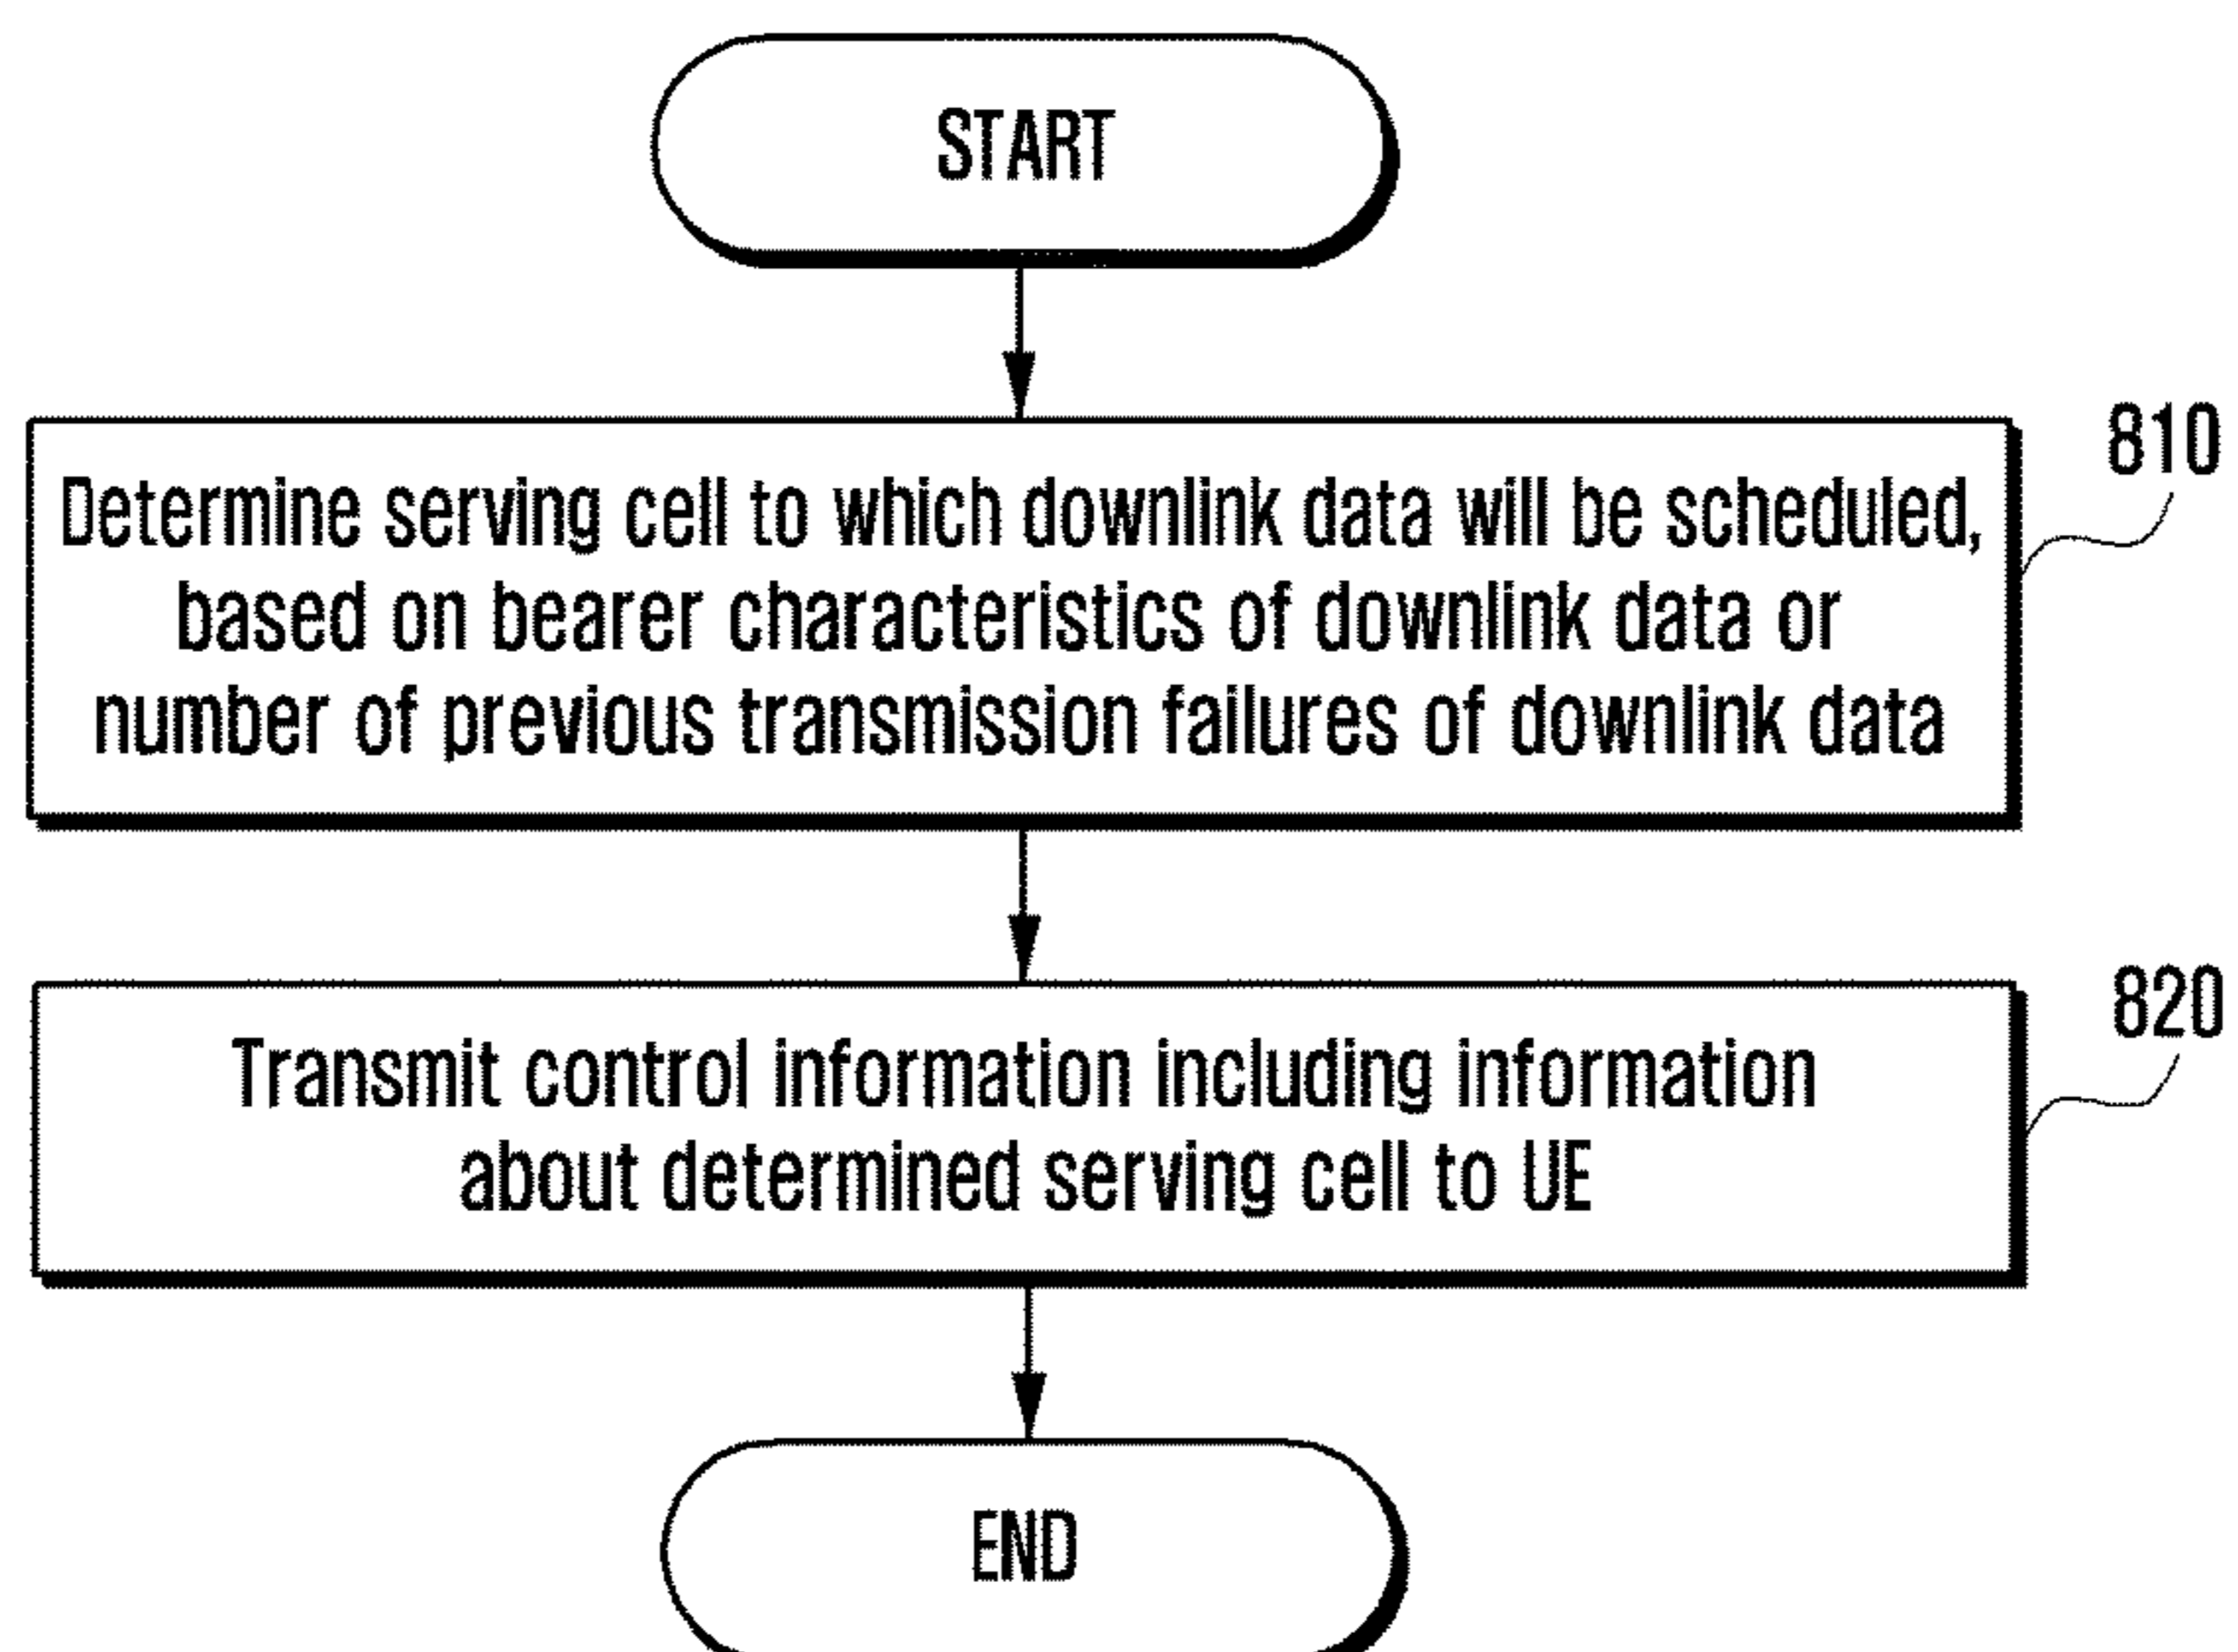 START
810
Determine serving cell to which downlink data will be scheduled,
based on bearer characteristics of downlink data or
number of previous transmission failures of downlink data
820
Transmit control information including information
about determined serving cell to UE
END